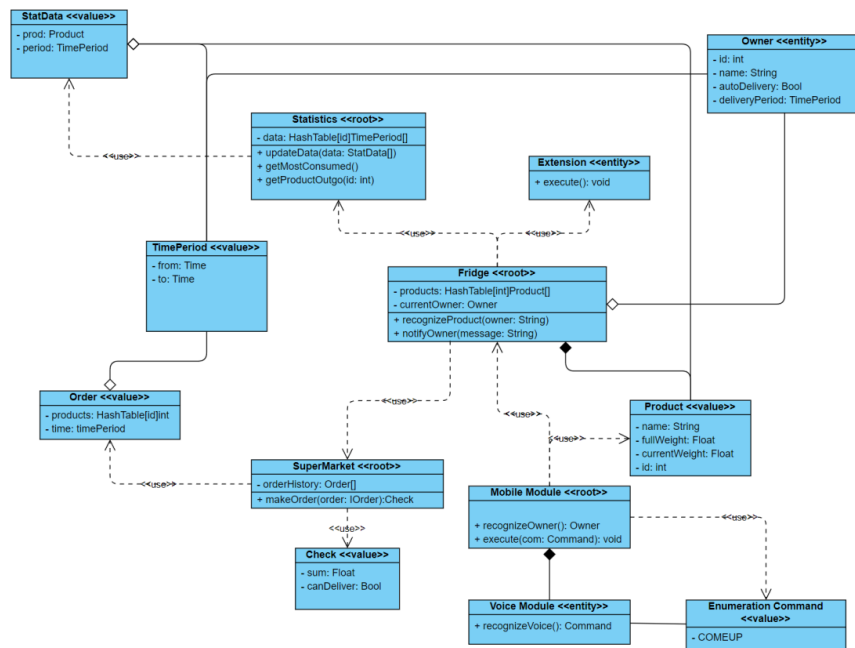 StatData <<value>>
- prod: Product
- period: TimePeriod
Owner <<entity>>
- id: int
- name: String
- autoDelivery: Bool
- deliveryPeriod: TimePeriod
Statistics <<root>>
- data: HashTable[id]TimePeriod[]
+ updateData(data: StatData[])
+ getMostConsumed()
+ getProductOutgo(id: int)
<<use>>
Extension <<entity>>
+ execute(): void
<<use>>
<<use>>
TimePeriod <<value>>
- from: Time
- to: Time
Fridge <<root>>
- products: HashTable[int]Product[]
- currentOwner: Owner
+ recognizeProduct(owner: String)
+ notifyOwner(message: String)
Order <<value>>
- products: HashTable[id]int
- time: timePeriod
<<use>>
<<use>>
Product <<value>>
- name: String
- fullWeight: Float
- currentWeight: Float
- id: int
SuperMarket <<root>>
- orderHistory: Order[]
+ makeOrder(order: IOrder):Check
<<use>>
<<use>>
Mobile Module <<root>>
+ recognizeOwner(): Owner
+ execute(com: Command): void
<<use>>
<<use>>
Check <<value>>
- sum: Float
- canDeliver: Bool
Voice Module <<entity>>
+ recognizeVoice(): Command
Enumeration Command
<<value>>
- COMEUP